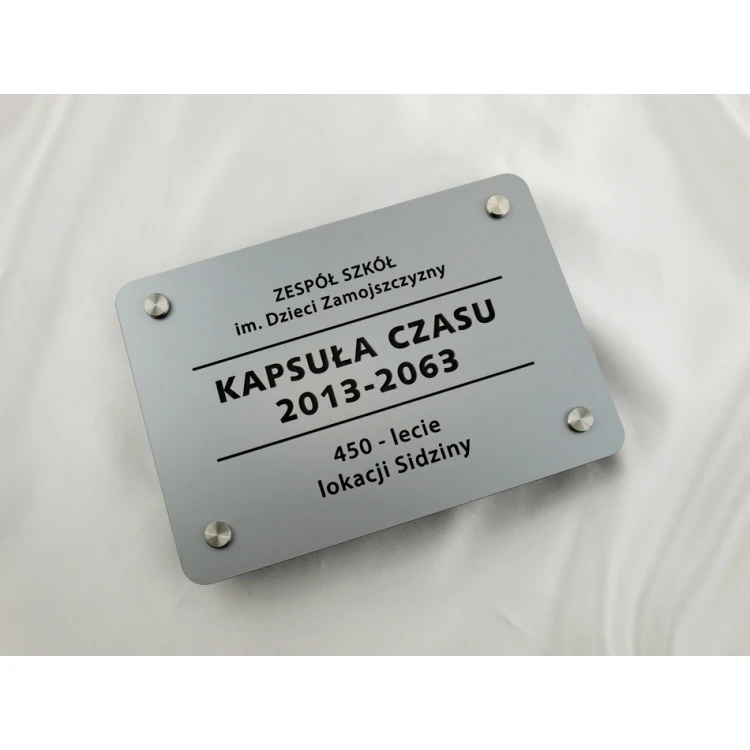 ZESPÓŁ SZKÓŁ
im. Dzieci Zamojszczyzny
KAPSUŁA CZASU
2013-2063
450 - lecie
lokacji Sidziny